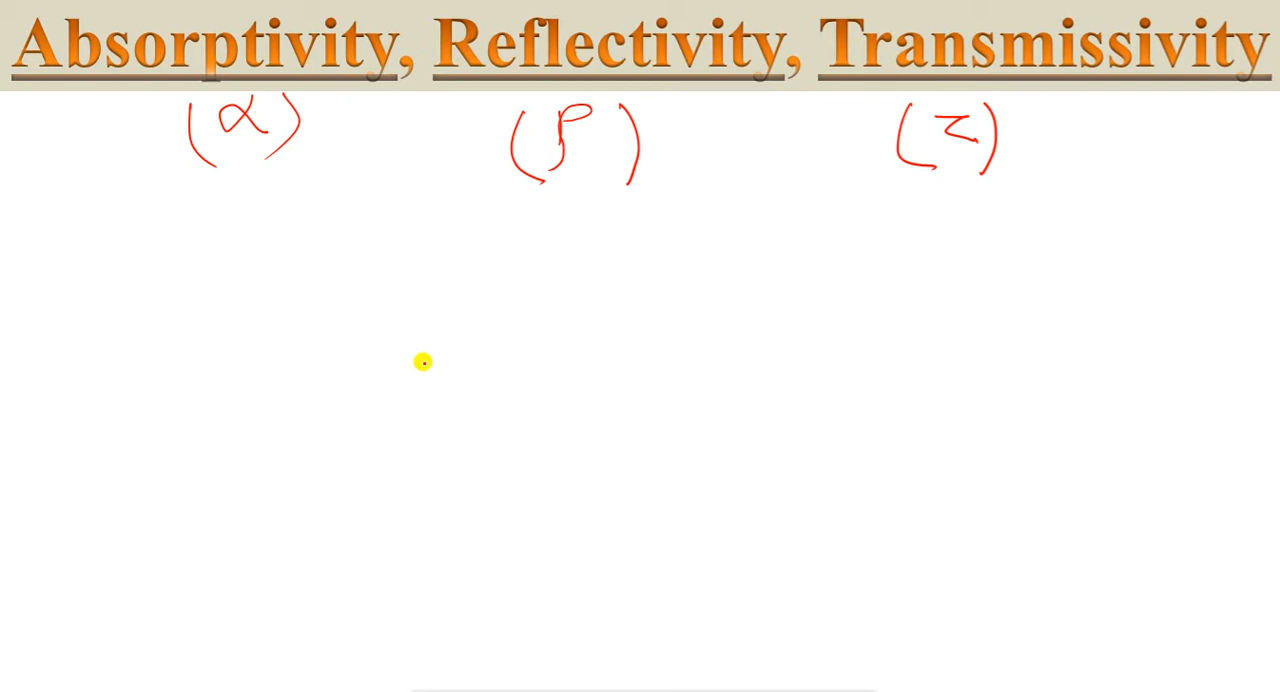 Absorptivity, Reflectivity, Transmissivity
(α) (ρ) (τ)